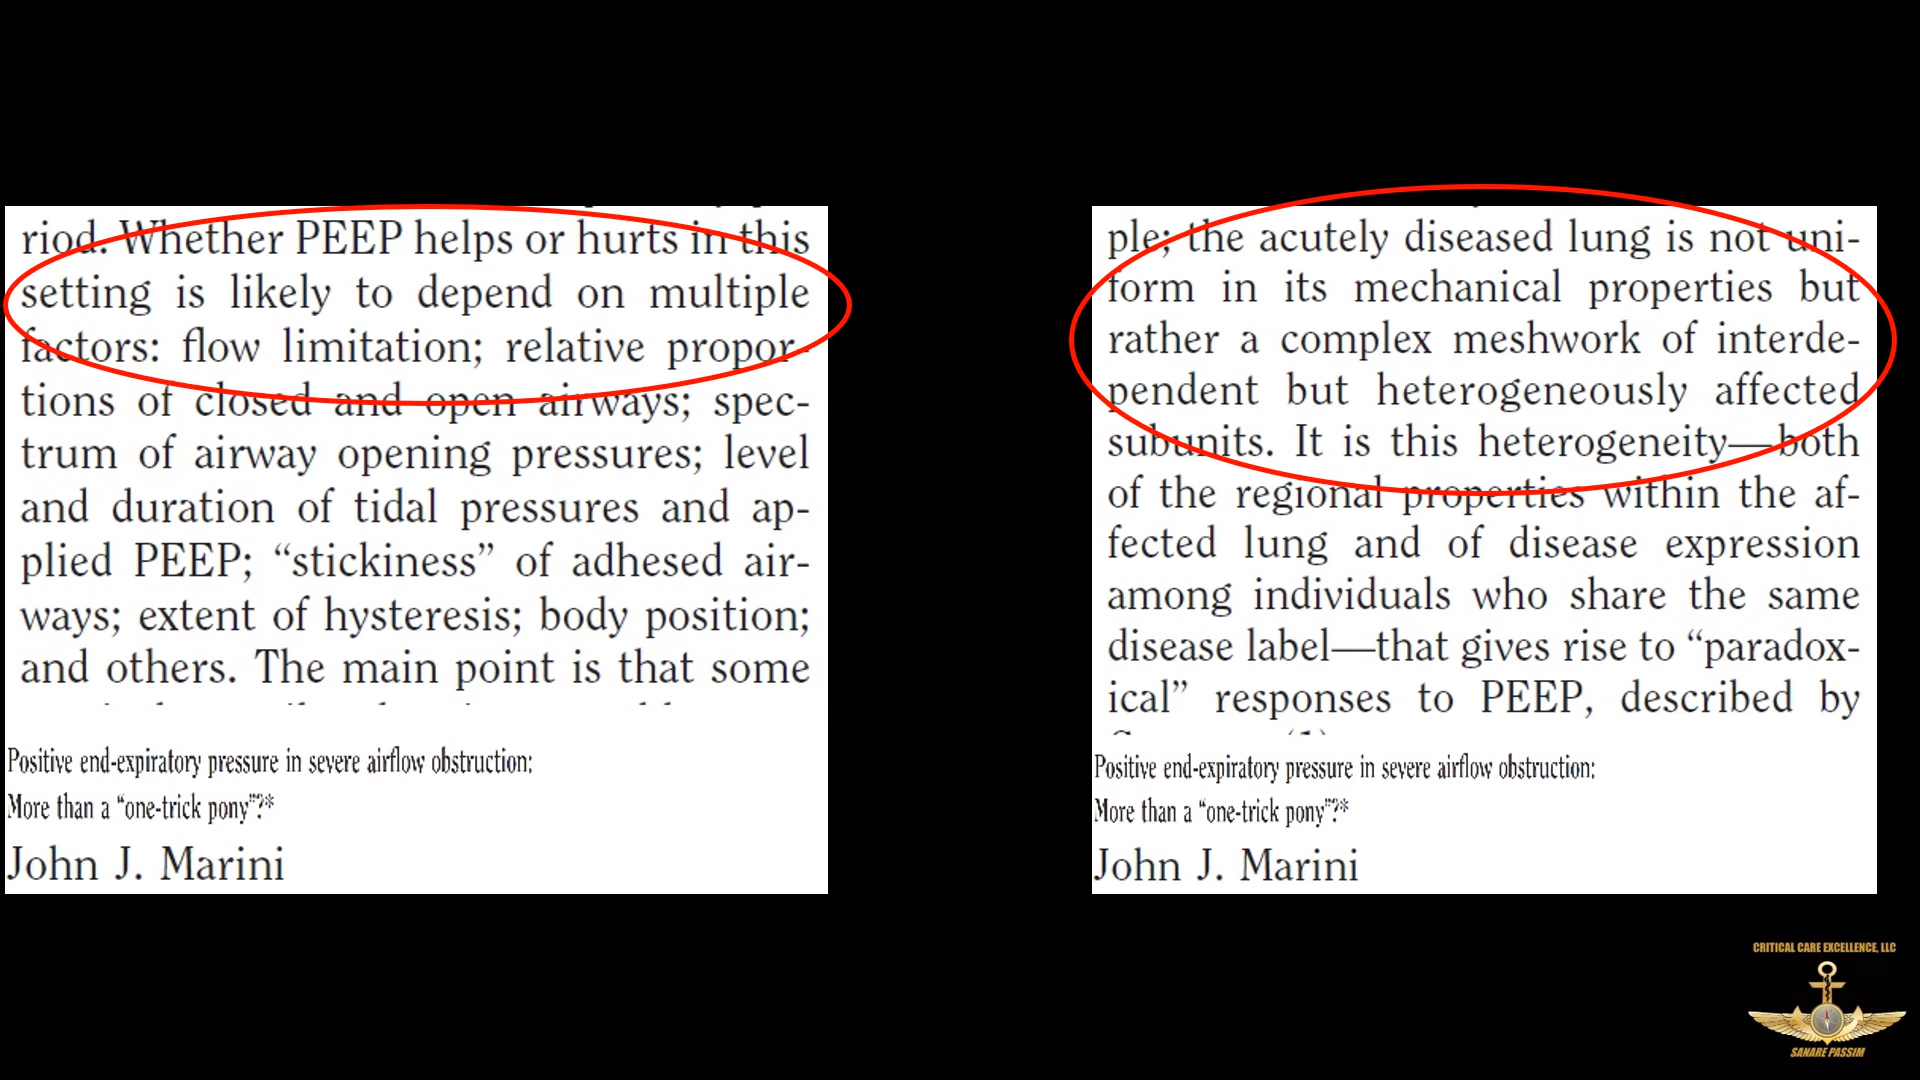 riod. Whether PEEP helps or hurts in this
setting is likely to depend on multiple
factors: flow limitation; relative propor-
tions of closed and open airways; spec-
trum of airway opening pressures; level
and duration of tidal pressures and ap-
plied PEEP; “stickiness” of adhesed air-
ways; extent of hysteresis; body position;
and others. The main point is that some
Positive end-expiratory pressure in severe airflow obstruction:
More than a “one-trick pony”?*
John J. Marini
ple; the acutely diseased lung is not uni-
form in its mechanical properties but
rather a complex meshwork of interde-
pendent but heterogeneously affected
subunits. It is this heterogeneity—both
of the regional properties within the af-
fected lung and of disease expression
among individuals who share the same
disease label—that gives rise to “paradox-
ical” responses to PEEP, described by
Positive end-expiratory pressure in severe airflow obstruction:
More than a “one-trick pony”?*
John J. Marini
CRITICAL CARE EXCELLENCE, LLC
SANARE PASSIM